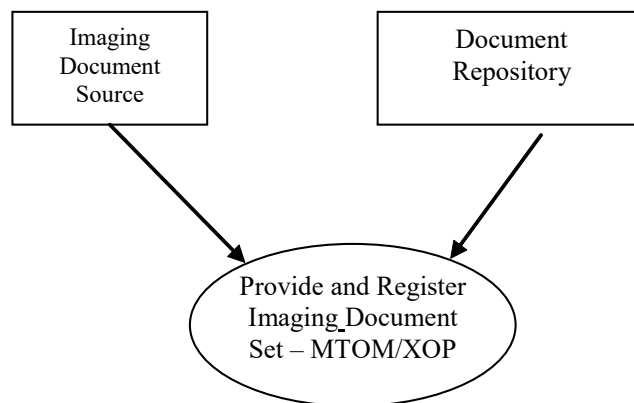 Imaging
Document
Source
Document
Repository
Provide and Register
Imaging Document
Set – MTOM/XOP